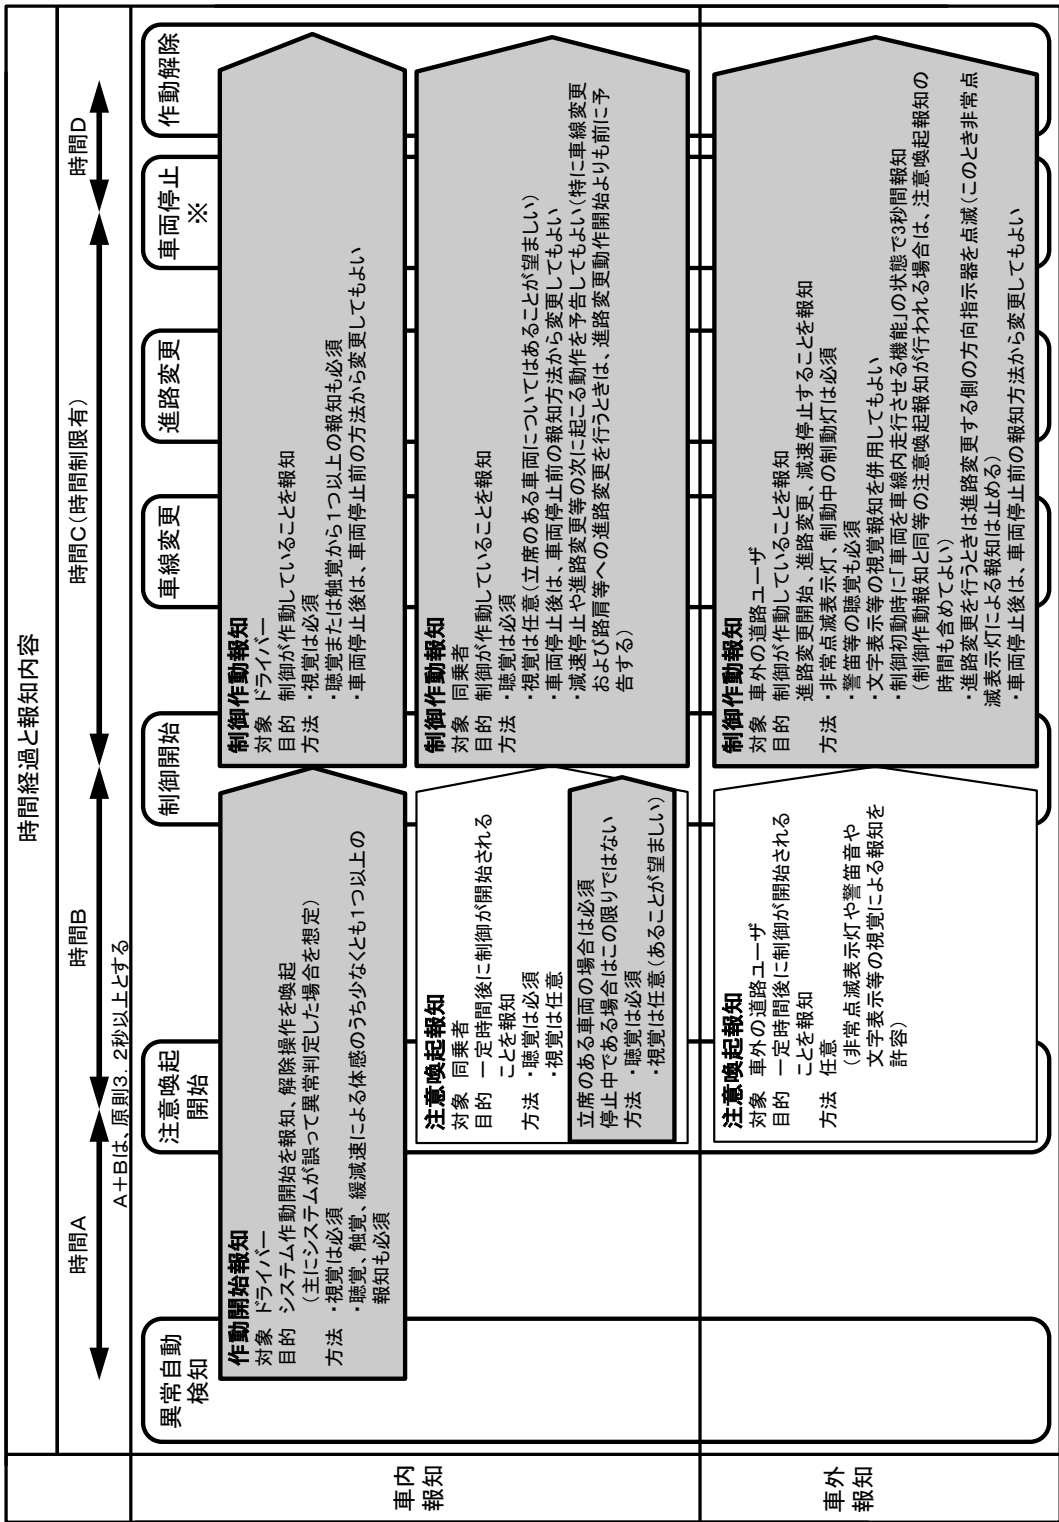 時間経過と報知内容
時間A
時間B
時間C(時間制限有)
時間D
A+Bは、原則3.2秒以上とする
異常自動
検知
注意喚起
開始
制御開始
車線変更
進路変更
車両停止
※
作動解除
車内
報知
作動開始報知
対象 ドライバー
目的 システム作動開始を報知、解除操作を喚起
(主にシステムが誤って異常判定した場合を想定)
方法 ・視覚は必須
・聴覚、触覚、緩減速による体感のうち少なくとも1つ以上の
報知も必須
制御作動報知
対象 ドライバー
目的 制御が作動していることを報知
方法 ・視覚は必須
・聴覚または触覚から1つ以上の報知も必須
・車両停止後は、車両停止前の方法から変更してもよい
注意喚起報知
対象 同乗者
目的 一定時間後に制御が開始される
ことを報知
方法 ・聴覚は必須
・視覚は任意
立席のある車両の場合は必須
停止中である場合はこの限りではない
方法 ・聴覚は必須
・視覚は任意(あることが望ましい)
制御作動報知
対象 同乗者
目的 制御が作動していることを報知
方法 ・聴覚は必須
・視覚は任意(立席のある車両についてはあることが望ましい)
・車両停止後は、車両停止前の報知方法から変更してもよい
・減速停止や進路変更等の次に起こる動作を予告してもよい(特に車線変更
および路肩等への進路変更を行うときは、進路変更動作開始よりも前に予
告する)
車外
報知
注意喚起報知
対象 車外の道路ユーザ
目的 一定時間後に制御が開始される
ことを報知
方法 任意
(非常点滅表示灯や警笛音や
文字表示等の視覚による報知を
許容)
制御作動報知
対象 車外の道路ユーザ
目的 制御が作動していることを報知
進路変更開始、進路変更、減速停止することを報知
方法 ・非常点滅表示灯、制動中の制動灯は必須
・警笛等の聴覚も必須
・文字表示等の視覚報知を併用してもよい
・制御初動時に「車両を車線内走行させる機能」の状態で3秒間報知
(制御作動報知と同等の注意喚起報知が行われる場合は、注意喚起報知の
時間も含めてよい)
・進路変更を行うときは進路変更する側の方向指示器を点滅(このとき非常点
滅表示灯による報知は止める)
・車両停止後は、車両停止前の報知方法から変更してもよい